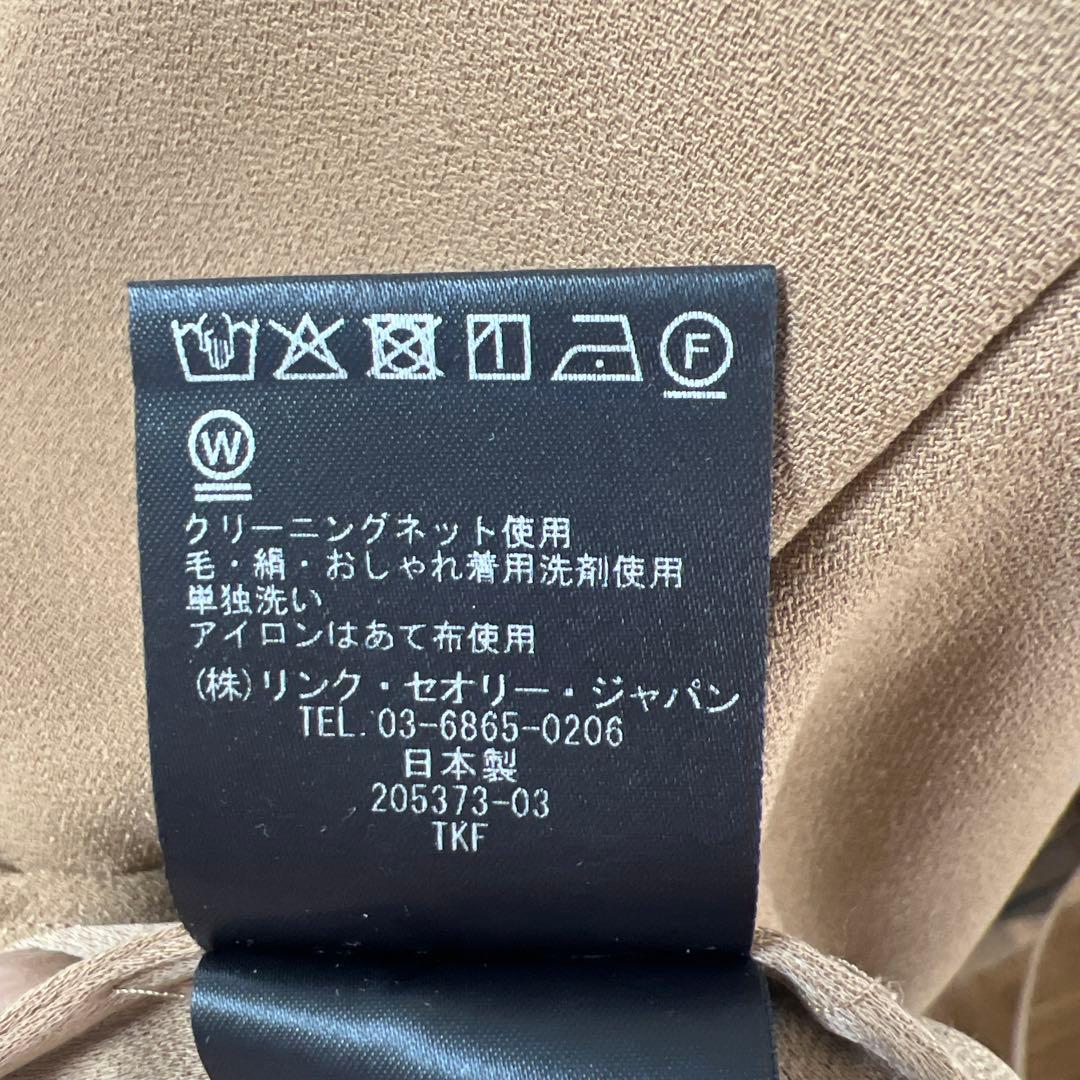 F
W
クリーニングネット使用
毛・絹・おしゃれ着用洗剤使用
単独洗い
アイロンはあて布使用
(株)リンク・セオリー・ジャパン
TEL.03-6865-0206
日本製
205373-03
TKF